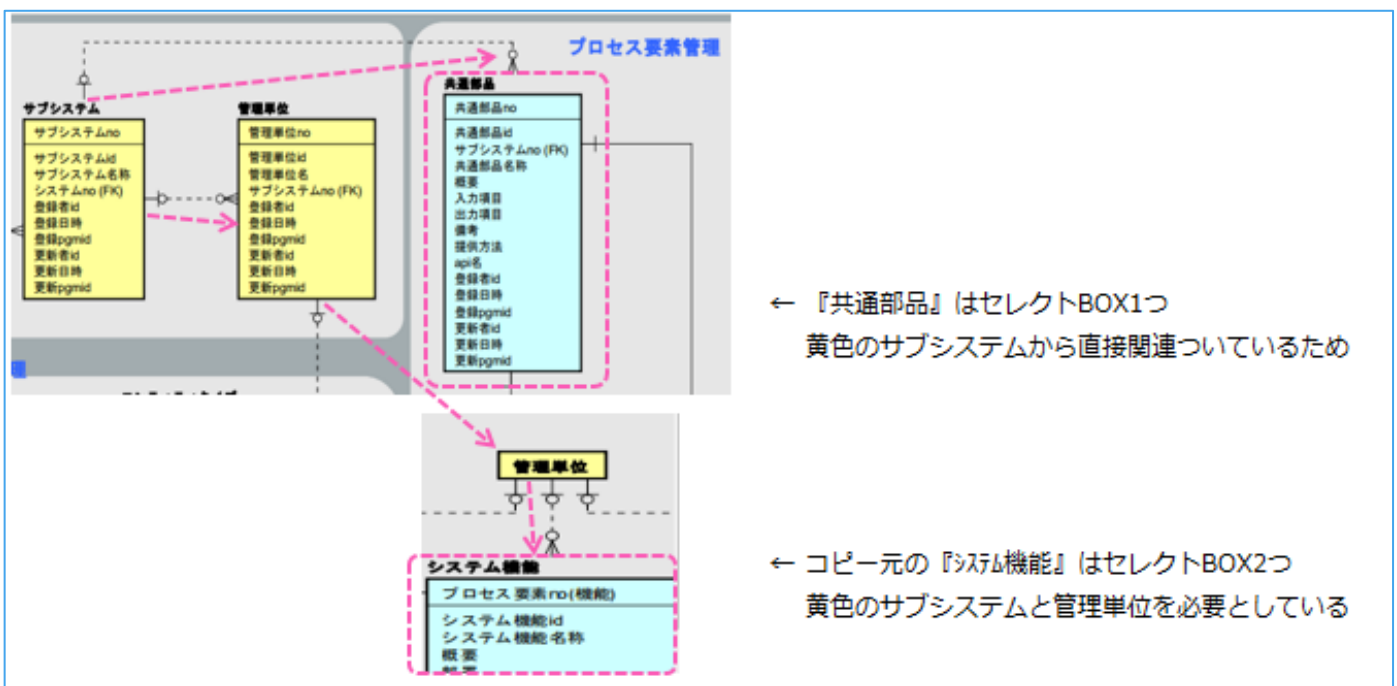 プロセス要素管理
サブシステム
サブシステムno
サブシステムid
サブシステム名称
システムno (FK)
登録者id
登録日時
登録pgmid
更新者id
更新日時
更新pgmid
管理単位
管理単位no
管理単位id
管理単位名
サブシステムno (FK)
登録者id
登録日時
登録pgmid
更新者id
更新日時
更新pgmid
共通部品
共通部品no
共通部品id
サブシステムno (FK)
共通部品名称
概要
入力項目
出力項目
備考
提供方法
api名
登録者id
登録日時
登録pgmid
更新者id
更新日時
更新pgmid
← 『共通部品』はセレクトBOX1つ
黄色のサブシステムから直接関連ついているため
理
管理単位
システム機能
プロセス要素no(機能)
システム機能id
システム機能名称
概要
← コピー元の『ｼｽﾃﾑ機能』はセレクトBOX2つ
黄色のサブシステムと管理単位を必要としている